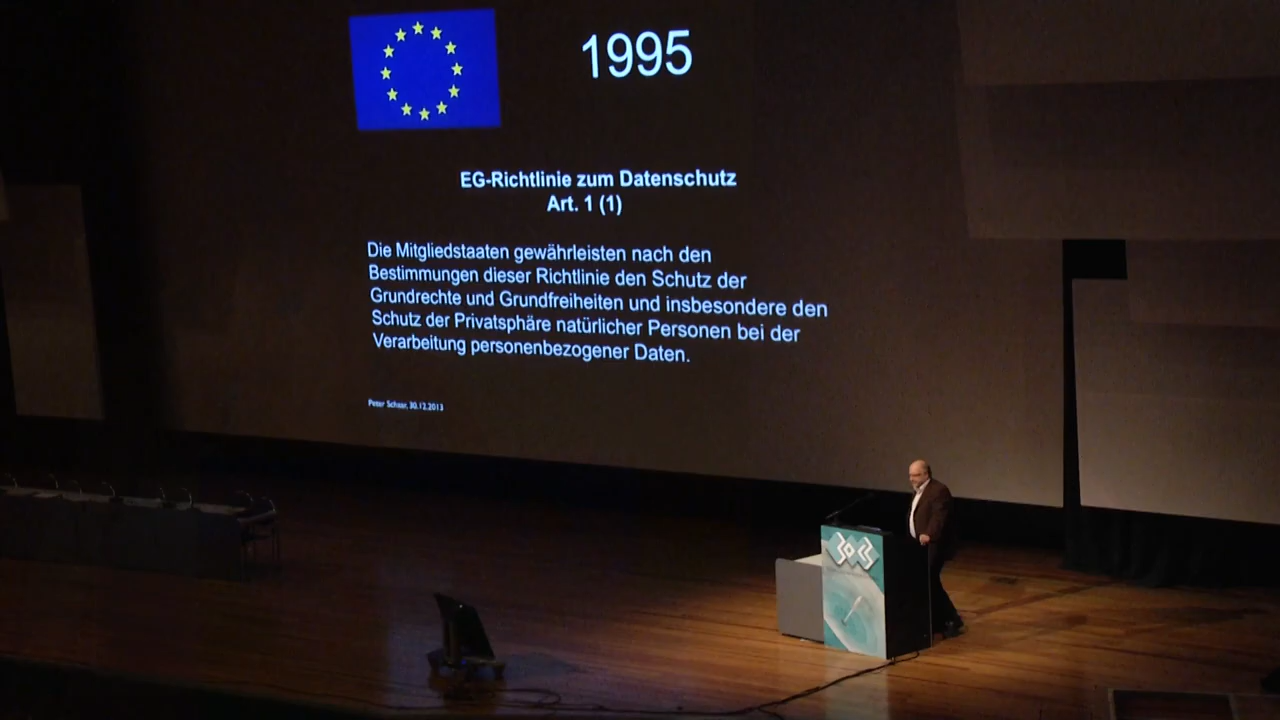 1995
EG-Richtlinie zum Datenschutz
Art. 1 (1)
Die Mitgliedstaaten gewährleisten nach den
Bestimmungen dieser Richtlinie den Schutz der
Grundrechte und Grundfreiheiten und insbesondere den
Schutz der Privatsphäre natürlicher Personen bei der
Verarbeitung personenbezogener Daten.
Peter Schaar, 30.12.2013
30C3